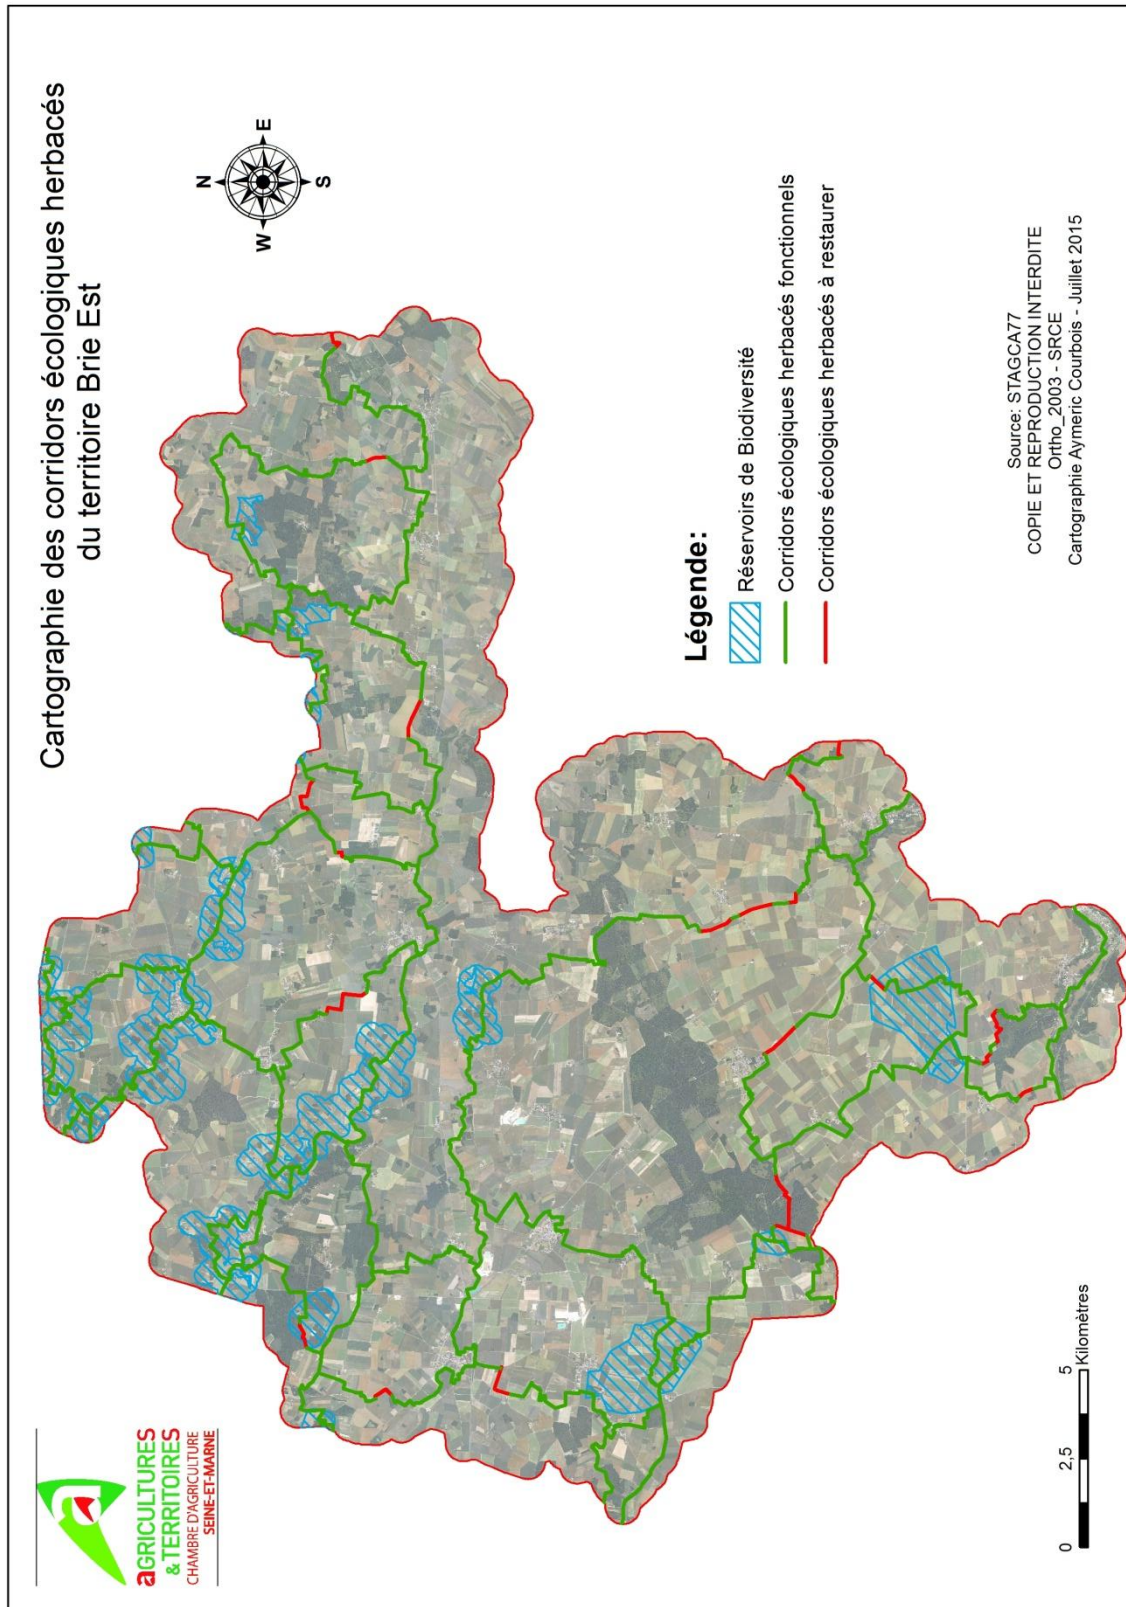 Cartographie des corridors écologiques herbacés
du territoire Brie Est
N
W
E
S
aGRICULTURES
& TERRITOIRES
CHAMBRE D'AGRICULTURE
SEINE-ET-MARNE
Légende:
Réservoirs de Biodiversité
Corridors écologiques herbacés fonctionnels
Corridors écologiques herbacés à restaurer
0 2,5 5
Kilomètres
Source: STAGCA77
COPIE ET REPRODUCTION INTERDITE
Ortho_2003 - SRCE
Cartographie Aymeric Courbois - Juillet 2015